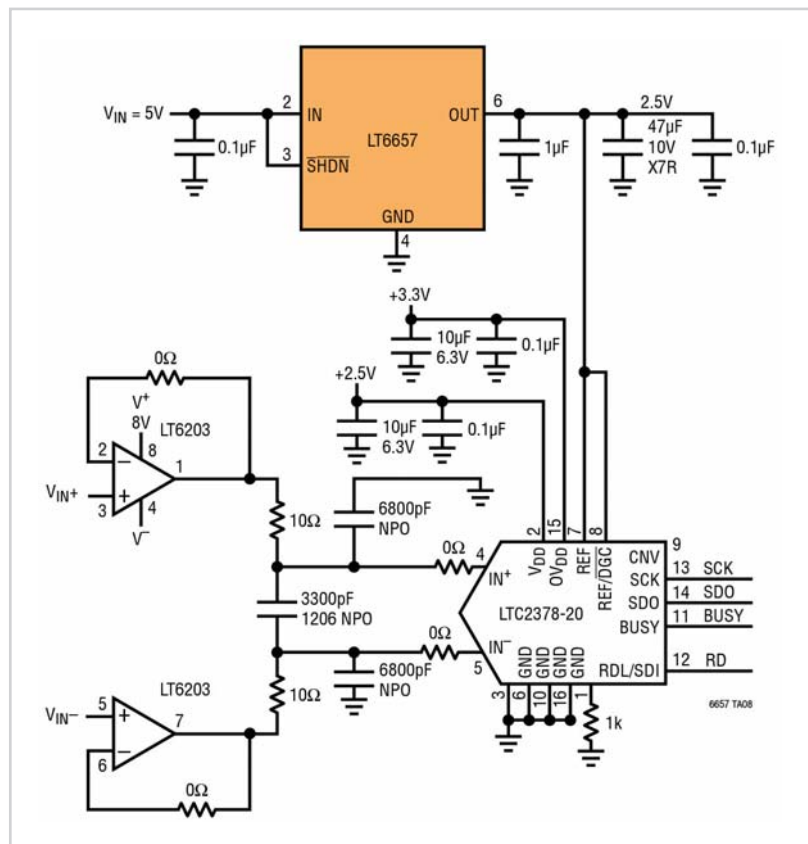 V_IN = 5V
2
IN
LT6657
OUT
6
2.5V
0.1µF
3
S̅H̅D̅N̅
1µF
47µF
10V
X7R
0.1µF
GND
4
+3.3V
10µF
6.3V
0.1µF
+2.5V
10µF
6.3V
0.1µF
0Ω
V⁺
8V
LT6203
2
−
8
1
V_IN+
3
+
4
V⁻
10Ω
6800pF
NPO
0Ω
4
IN⁺
2
V_DD
15
OV_DD
7
REF
8
REF/D̅G̅C̅
9
CNV
SCK
13
SCK
SDO
14
SDO
BUSY
11
BUSY
LTC2378-20
3300pF
1206 NPO
0Ω
IN⁻
5
GND
GND
GND
GND
RDL/SDI
12
RD
LT6203
10Ω
6800pF
NPO
3
6
10
16
1
1k
6657 TA08
V_IN−
5
+
7
6
−
0Ω